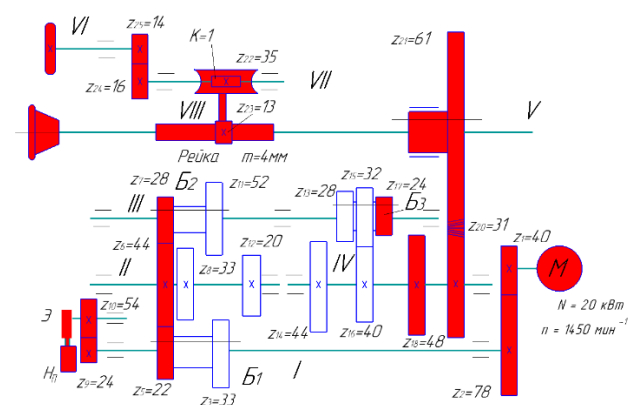 VI
z₂₅=14
К=1
z₂₂=35
z₂₁=61
z₂₄=16
VII
VIII
z₂₃=13
V
Рейка m=4мм
z₇=28
Б2
z₁₁=52
z₁₃=28
z₁₅=32
z₁₇=24
III
Б3
z₆=44
z₁₂=20
z₂₀=31
z₁=40
II
z₈=33
IV
М
z₁₀=54
Э
N = 20 кВт
z₁₄=44
z₁₆=40
z₁₈=48
n = 1450 мин⁻¹
Нп
Б1
I
z₉=24
z₅=22
z₃=33
z₂=78